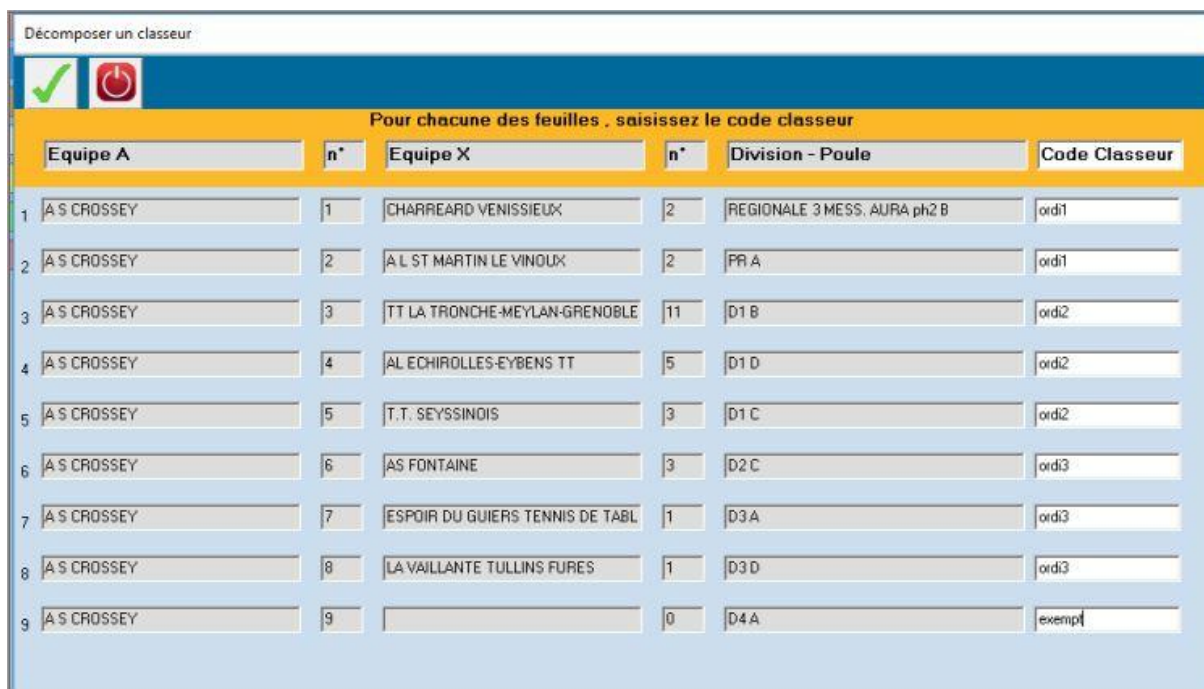 Décomposer un classeur
Pour chacune des feuilles , saisissez le code classeur
Equipe A n° Equipe X n° Division - Poule Code Classeur
1 A S CROSSEY 1 CHARREARD VENISSIEUX 2 REGIONALE 3 MESS. AURA ph2 B ordi1
2 A S CROSSEY 2 A L ST MARTIN LE VINOUX 2 PR A ordi1
3 A S CROSSEY 3 TT LA TRONCHE-MEYLAN-GRENOBLE 11 D1 B ordi2
4 A S CROSSEY 4 AL ECHIROLLES-EYBENS TT 5 D1 D ordi2
5 A S CROSSEY 5 T.T. SEYSSINOIS 3 D1 C ordi2
6 A S CROSSEY 6 AS FONTAINE 3 D2 C ordi3
7 A S CROSSEY 7 ESPOIR DU GUIERS TENNIS DE TABL 1 D3 A ordi3
8 A S CROSSEY 8 LA VAILLANTE TULLINS FURES 1 D3 D ordi3
9 A S CROSSEY 9 0 D4 A exempt